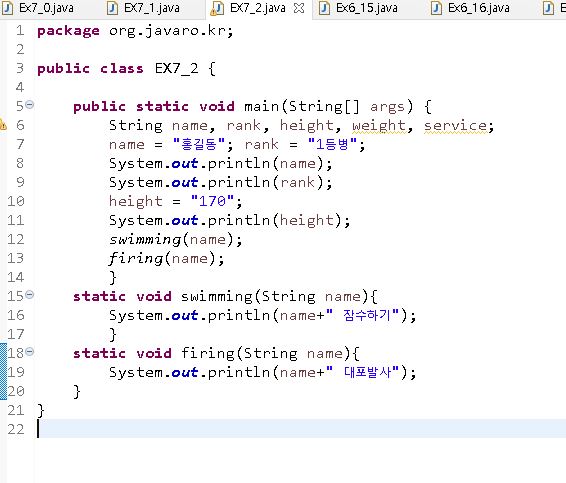 Ex7_0.java Ex7_1.java Ex7_2.java Ex6_15.java Ex6_16.java E
1 package org.javaro.kr;
2
3 public class EX7_2 {
4
5 public static void main(String[] args) {
6 String name, rank, height, weight, service;
7 name = "홍길동"; rank = "1등병";
8 System.out.println(name);
9 System.out.println(rank);
10 height = "170";
11 System.out.println(height);
12 swimming(name);
13 firing(name);
14 }
15 static void swimming(String name){
16 System.out.println(name+" 잠수하기");
17 }
18 static void firing(String name){
19 System.out.println(name+" 대포발사");
20 }
21 }
22